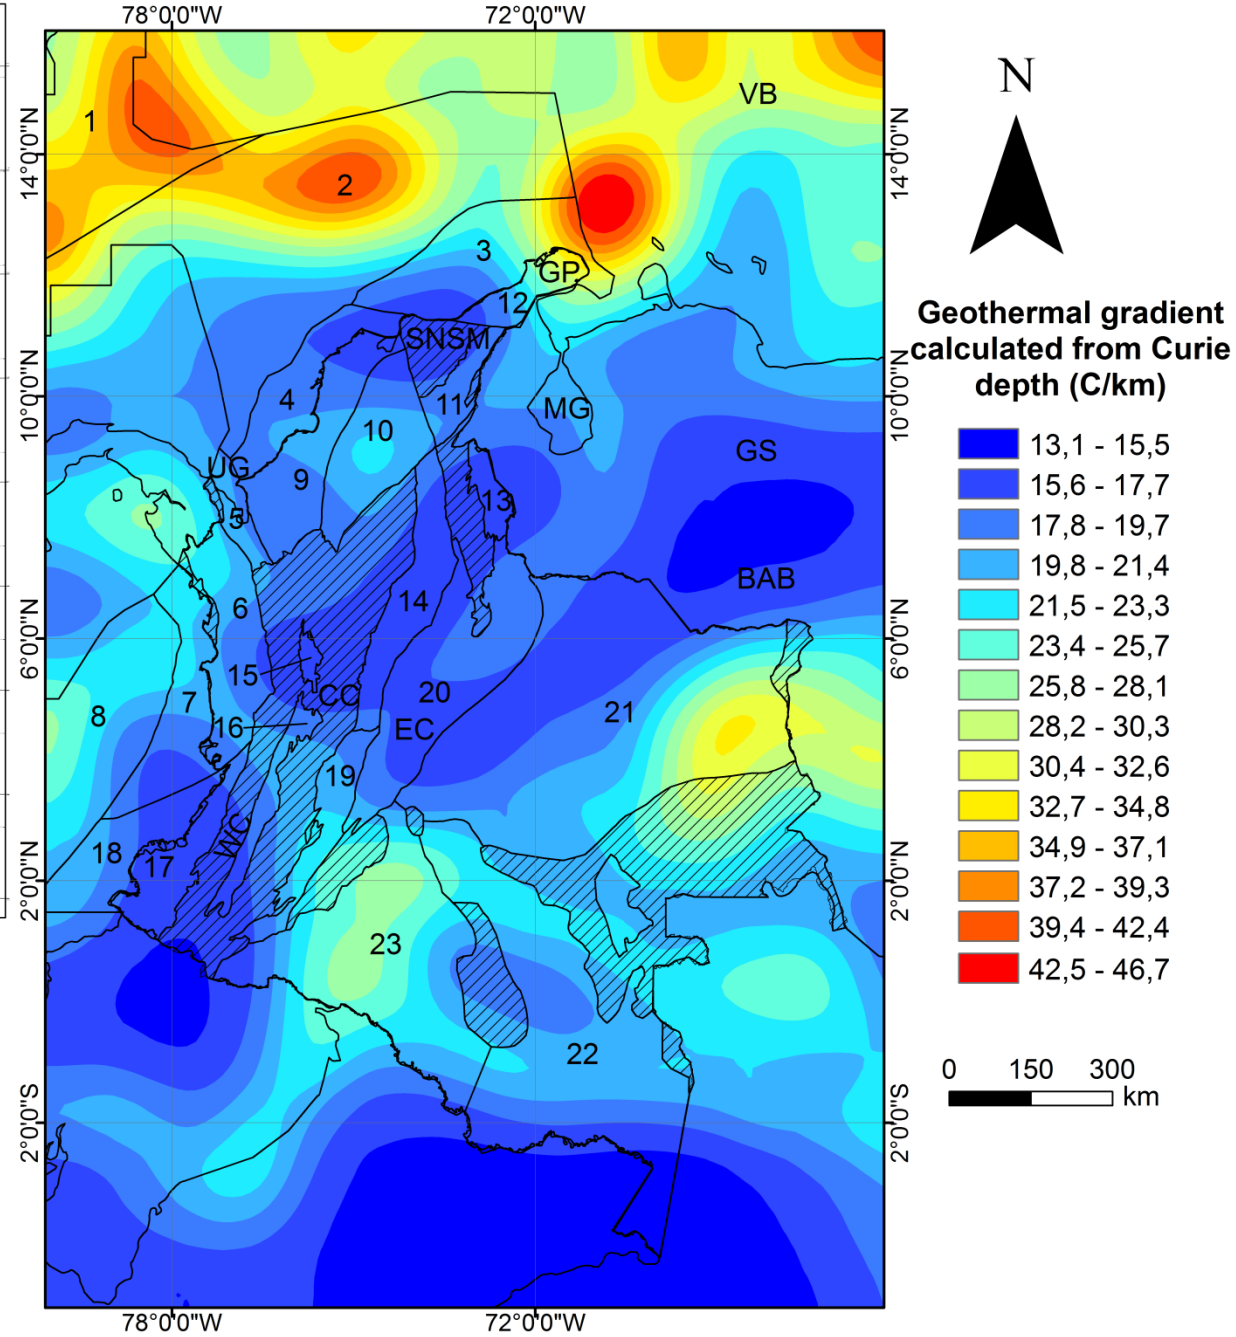 78°0'0"W
72°0'0"W
N
14°0'0"N
14°0'0"N
VB
1
2
3
GP
12
SNSM
Geothermal gradient
calculated from Curie
depth (C/km)
10°0'0"N
10°0'0"N
4
11
MG
10
13,1 - 15,5
GS
UG
9
15,6 - 17,7
13
5
17,8 - 19,7
19,8 - 21,4
BAB
6
14
21,5 - 23,3
6°0'0"N
6°0'0"N
23,4 - 25,7
15
CC
20
25,8 - 28,1
7
8
21
16
EC
28,2 - 30,3
19
30,4 - 32,6
32,7 - 34,8
WC
18
17
34,9 - 37,1
2°0'0"N
2°0'0"N
37,2 - 39,3
39,4 - 42,4
23
42,5 - 46,7
22
0 150 300
km
2°0'0"S
2°0'0"S
78°0'0"W
72°0'0"W